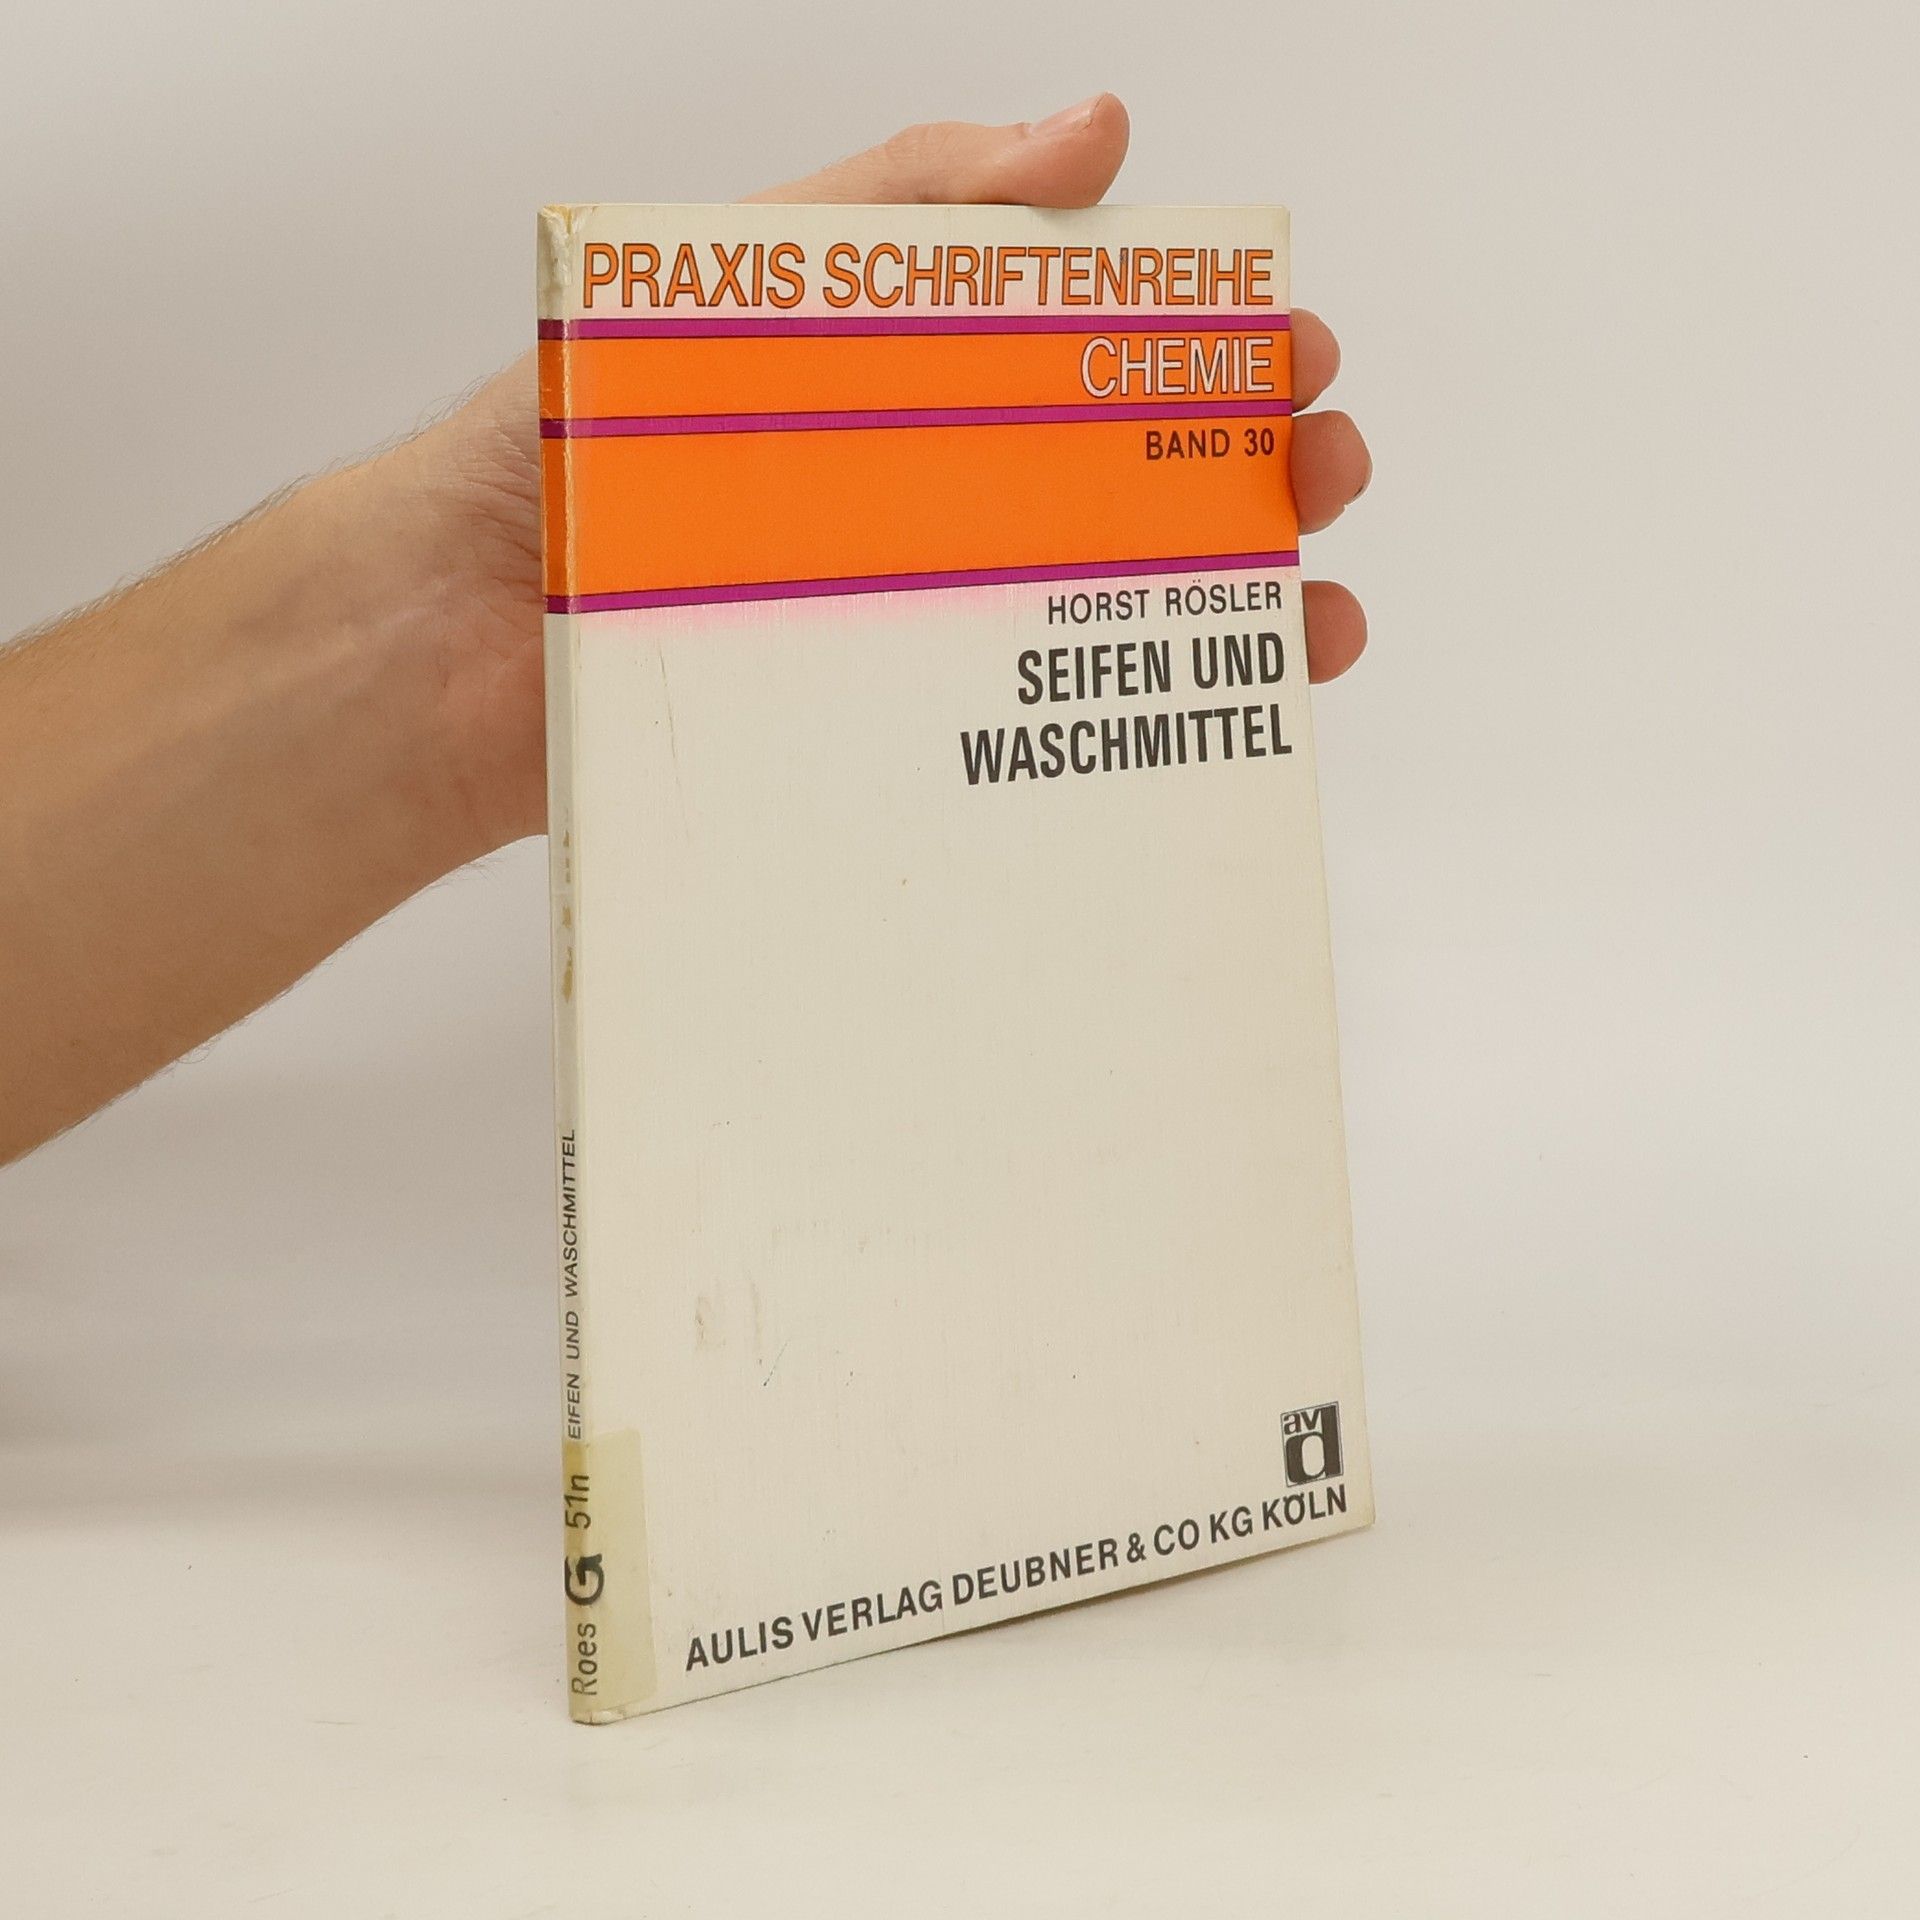 PRAXIS SCHRIFTENREIHE
CHEMIE
BAND 30
HORST RÖSLER
SEIFEN UND
WASCHMITTEL
avd
AULIS VERLAG DEUBNER & CO KG KÖLN
Roes G 51n EIFEN UND WASCHMITTEL